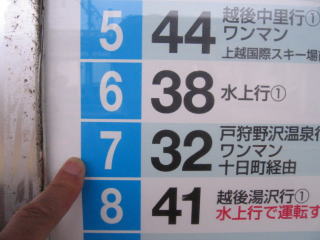 5 44 越後中里行①
ワンマン
上越国際スキー場
6 38 水上行①
7 32 戸狩野沢温泉行
ワンマン
十日町経由
8 41 越後湯沢行①
水上行で運転す